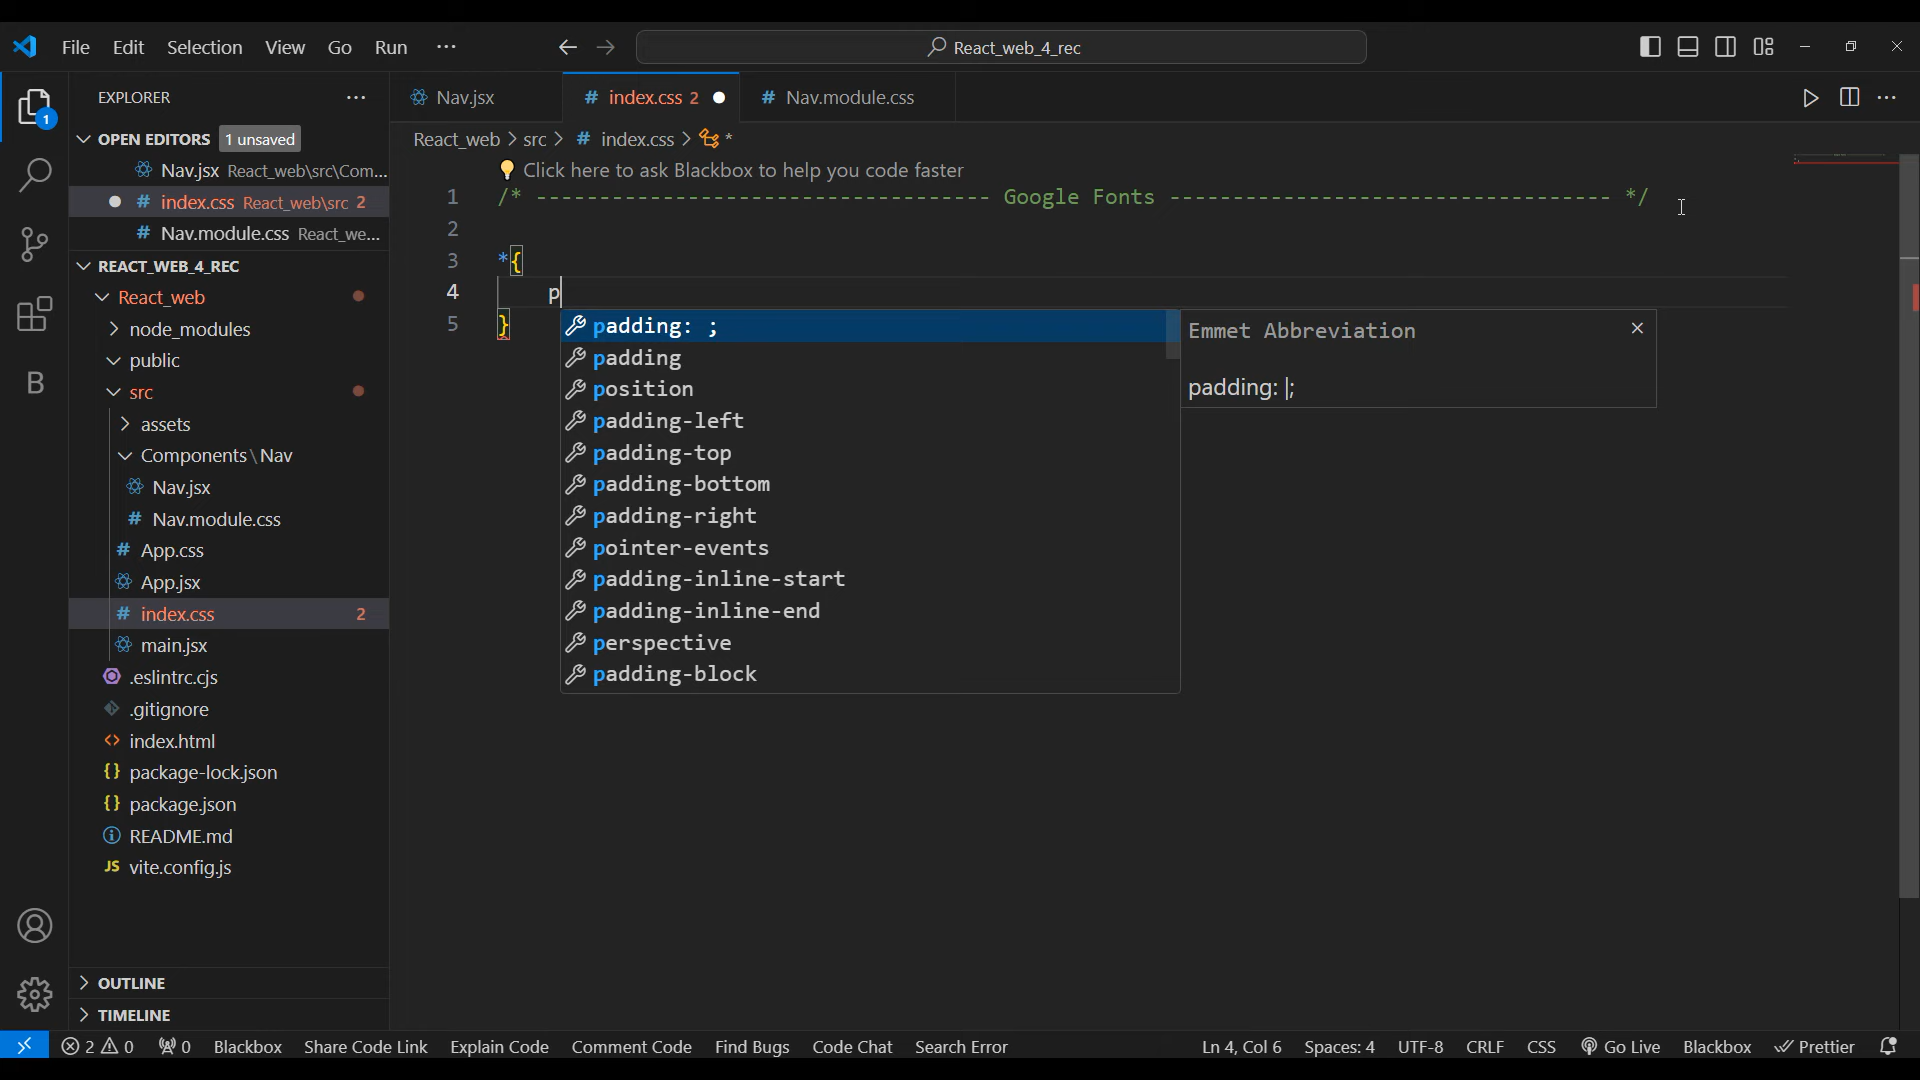 File Edit Selection View Go Run ··· React_web_4_rec
EXPLORER ···
OPEN EDITORS 1 unsaved
Nav.jsx React_web\src\Com...
index.css React_web\src 2
Nav.module.css React_we...
REACT_WEB_4_REC
React_web
node_modules
public
src
assets
Components\Nav
Nav.jsx
Nav.module.css
App.css
App.jsx
index.css 2
main.jsx
.eslintrc.cjs
.gitignore
index.html
package-lock.json
package.json
README.md
vite.config.js
OUTLINE
TIMELINE
1
B
Nav.jsx # index.css 2 # Nav.module.css
React_web > src > # index.css > *
Click here to ask Blackbox to help you code faster
1 /* ------------------------------------ Google Fonts ----------------------------------- */
2
3 *{
4 p
5 }
padding: ;
padding
position
padding-left
padding-top
padding-bottom
padding-right
pointer-events
padding-inline-start
padding-inline-end
perspective
padding-block
Emmet Abbreviation
padding: |;
2 0 0 Blackbox Share Code Link Explain Code Comment Code Find Bugs Code Chat Search Error Ln 4, Col 6 Spaces: 4 UTF-8 CRLF CSS Go Live Blackbox Prettier